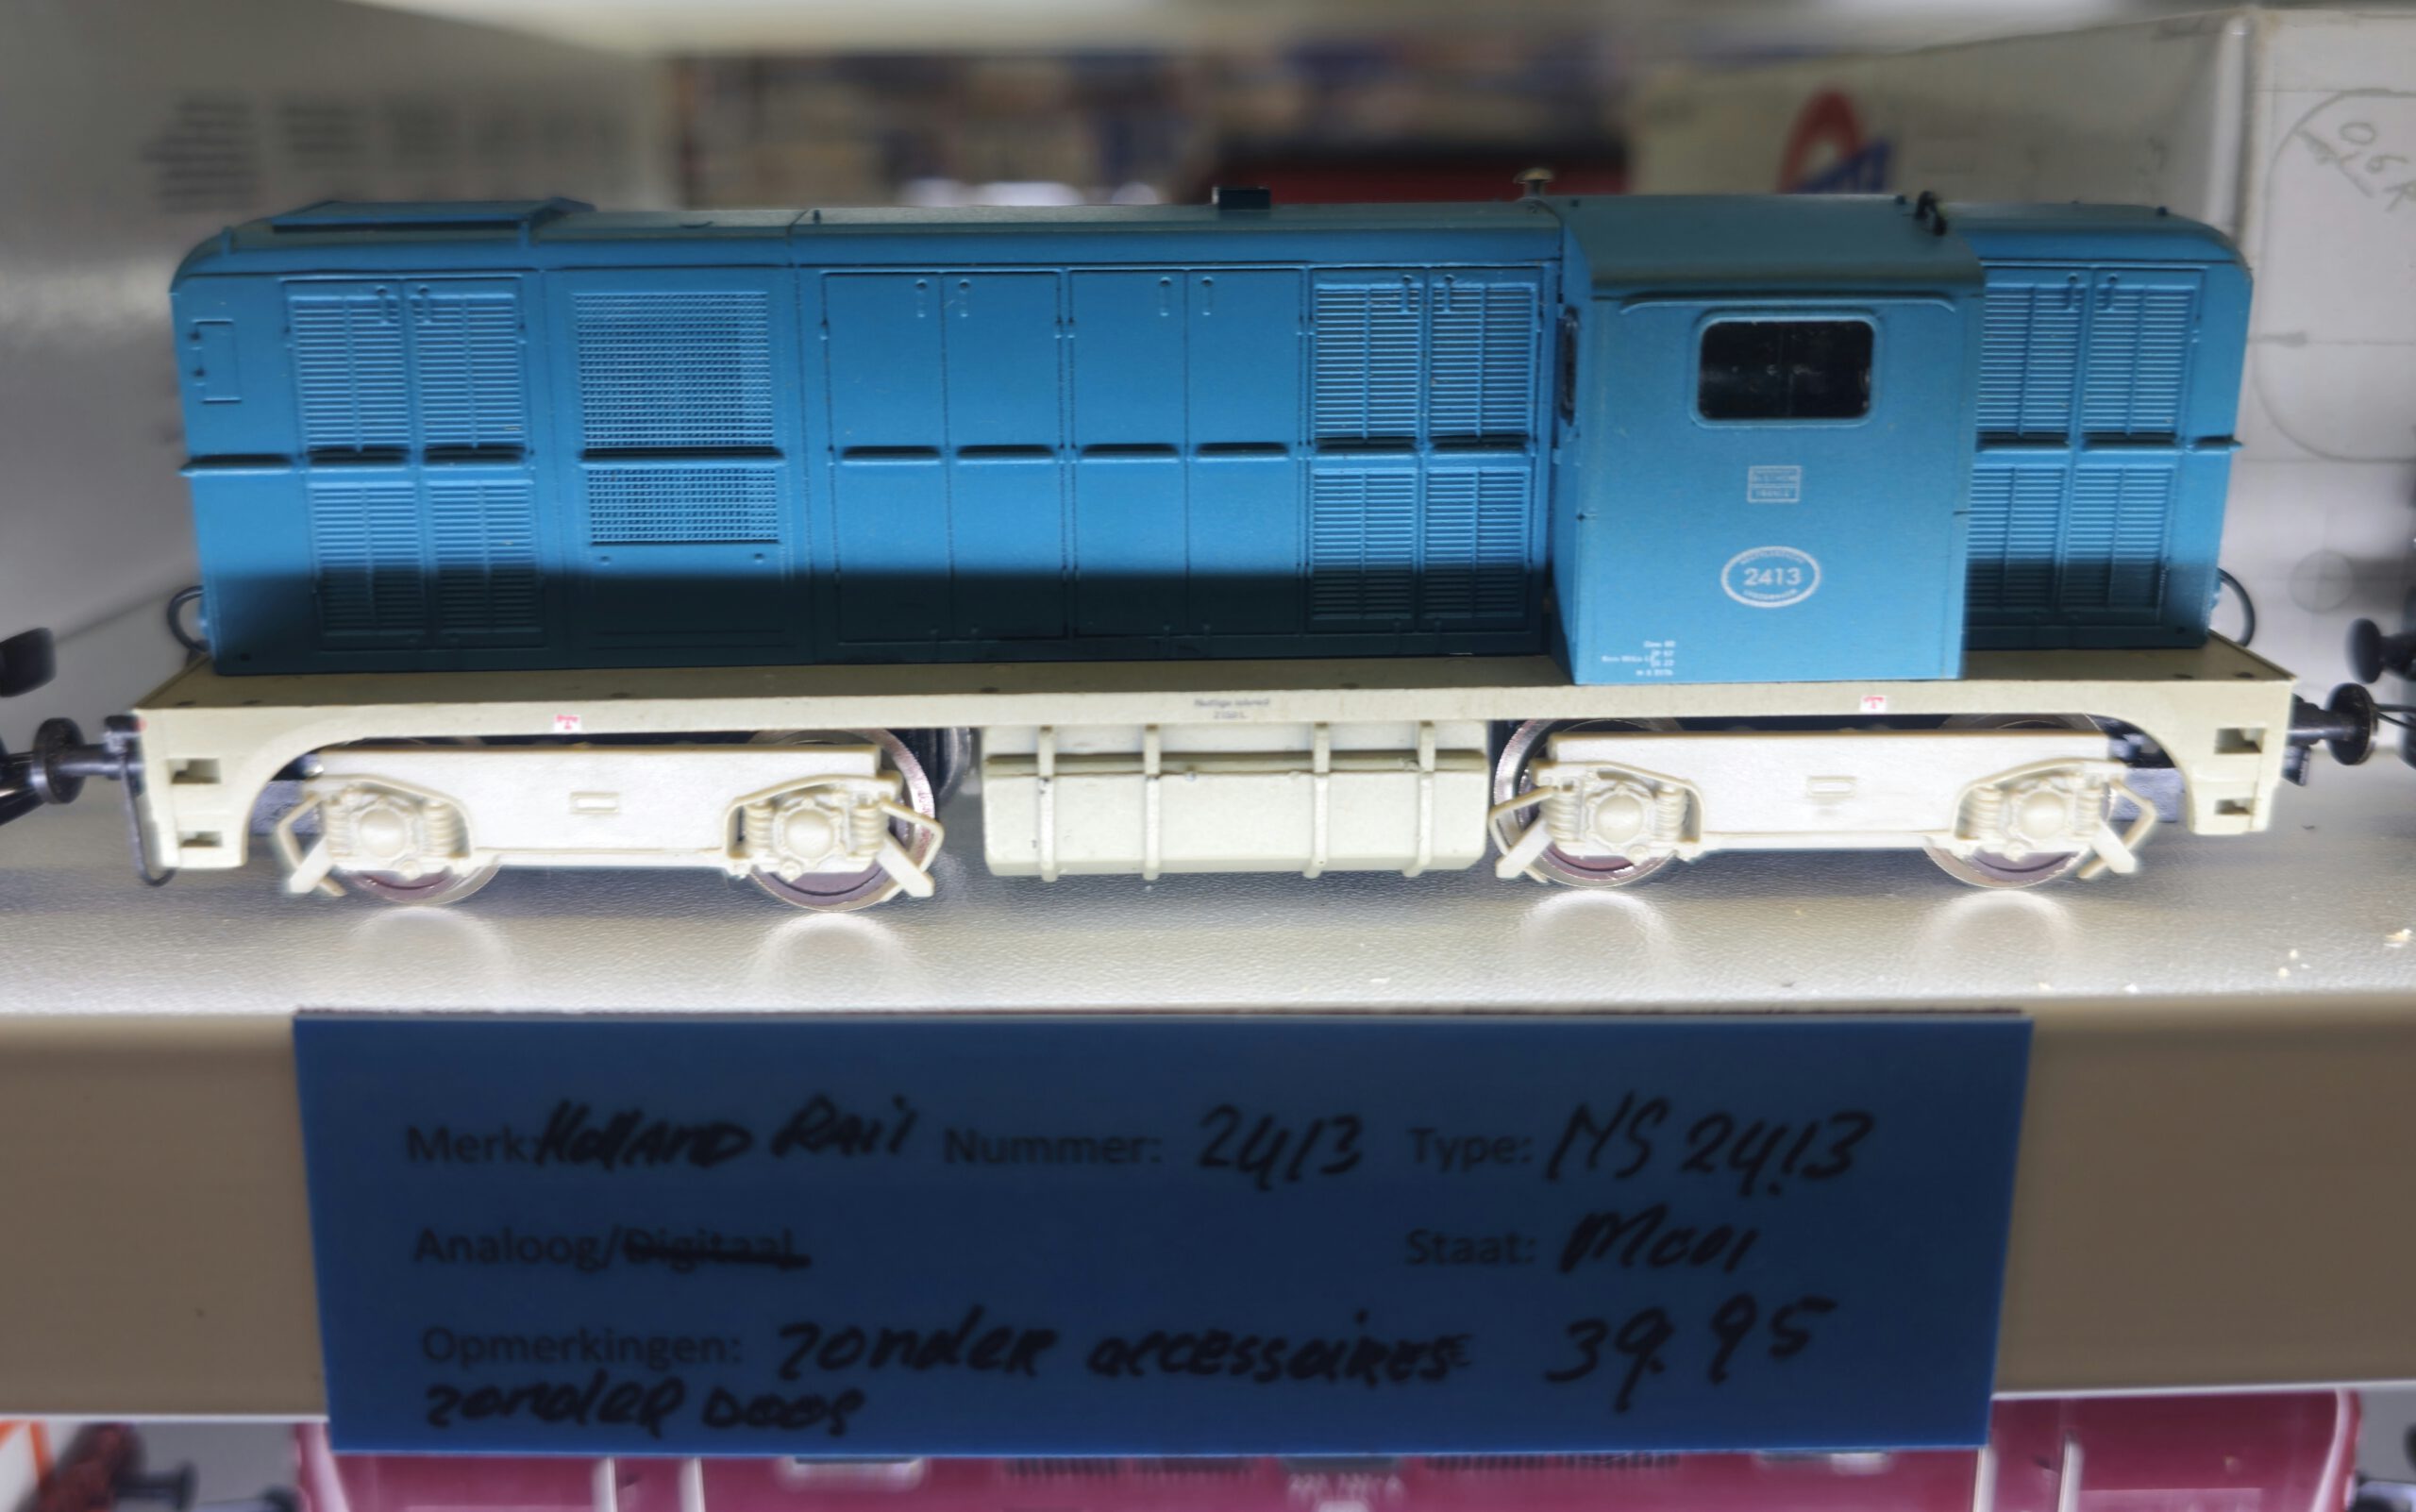 2413
Merk: Holland Rail Nummer: 2413 Type: NS 2413
Analoog/Digitaal Staat: Mooi
Opmerkingen: zonder accessoires € 39.95
zonder Doos